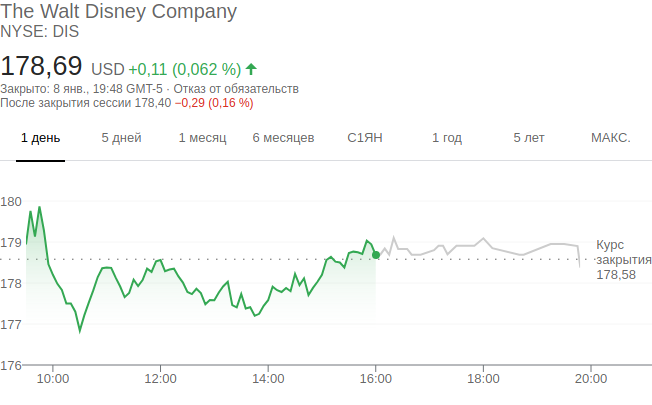 The Walt Disney Company
NYSE: DIS
178,69 USD +0,11 (0,062 %)
Закрыто: 8 янв., 19:48 GMT-5 · Отказ от обязательств
После закрытия сессии 178,40 −0,29 (0,16 %)
1 день 5 дней 1 месяц 6 месяцев С1ЯН 1 год 5 лет МАКС.
180
179
178
177
176
Курс
закрытия
178,58
10:00 12:00 14:00 16:00 18:00 20:00